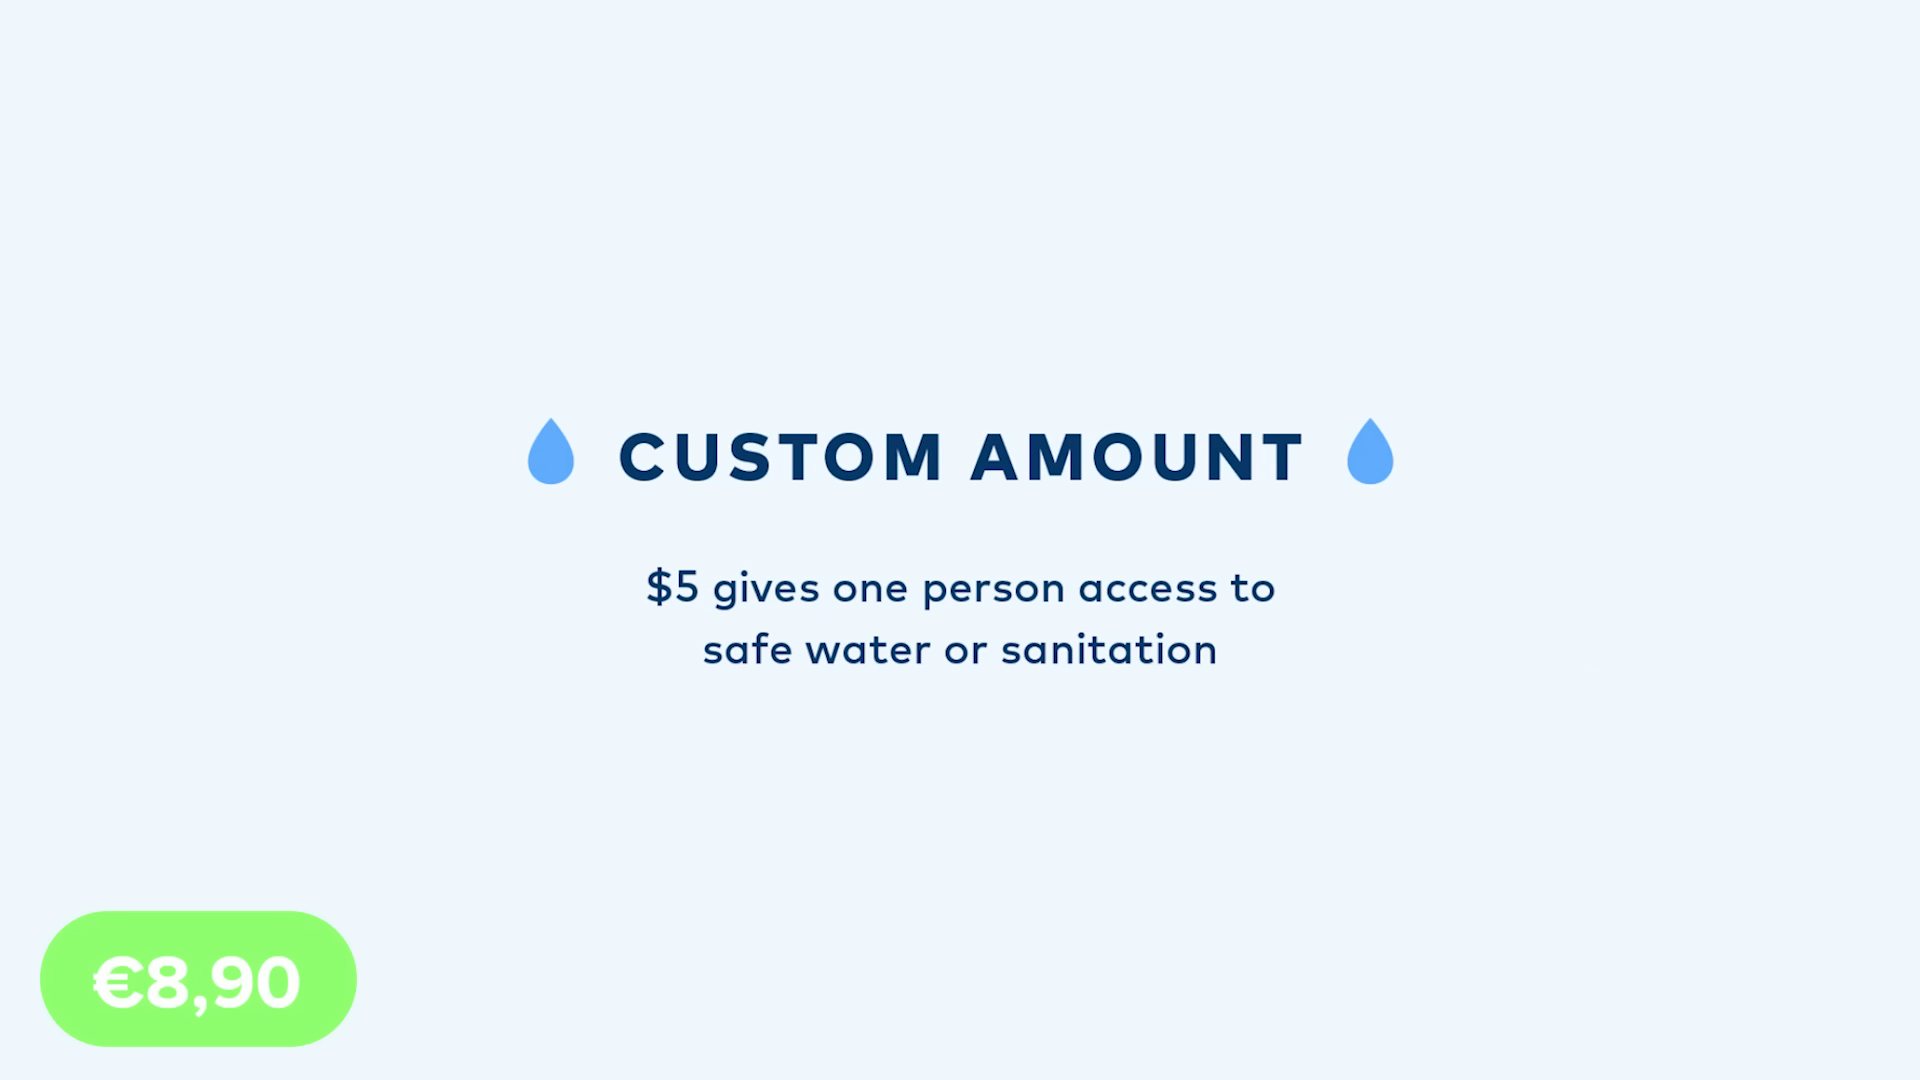 CUSTOM AMOUNT
$5 gives one person access to
safe water or sanitation
€8,90